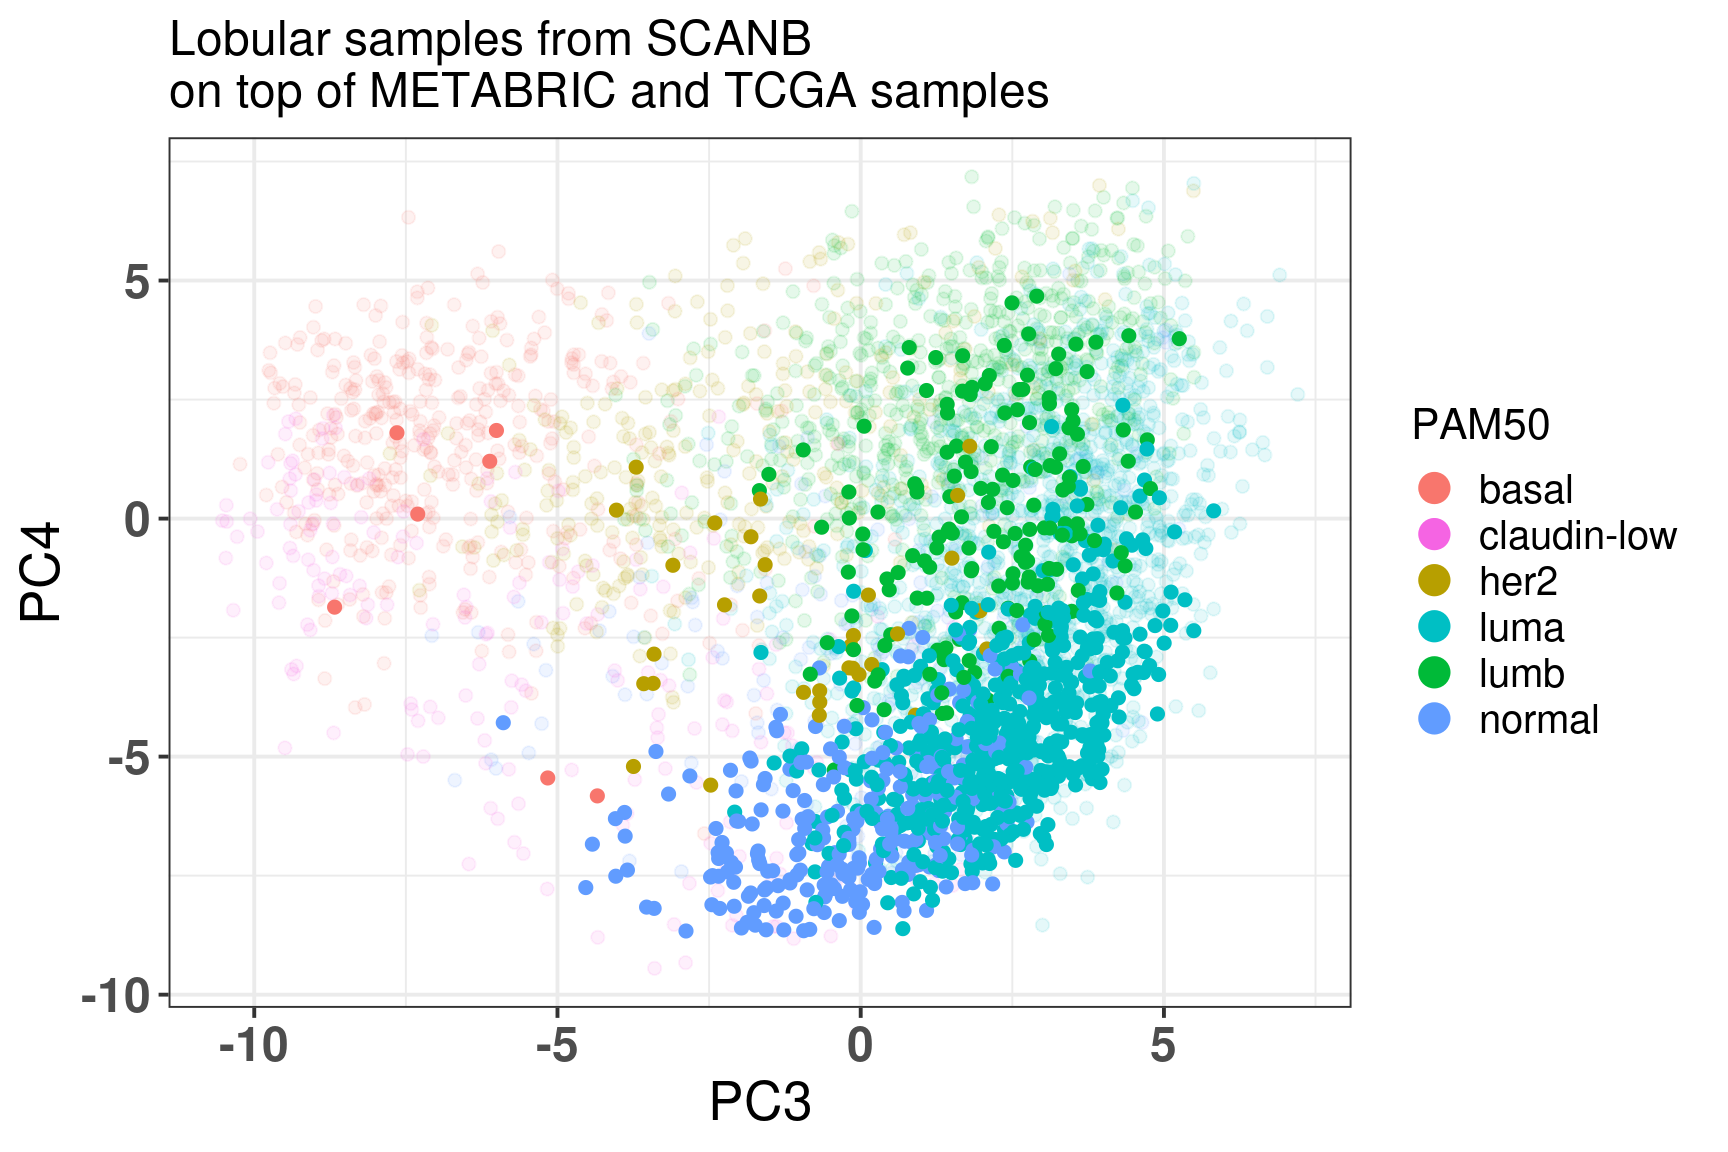 Lobular samples from SCANB
on top of METABRIC and TCGA samples
5
0
-5
-10
PC4
-10
-5
0
5
PC3
PAM50
basal
claudin-low
her2
luma
lumb
normal